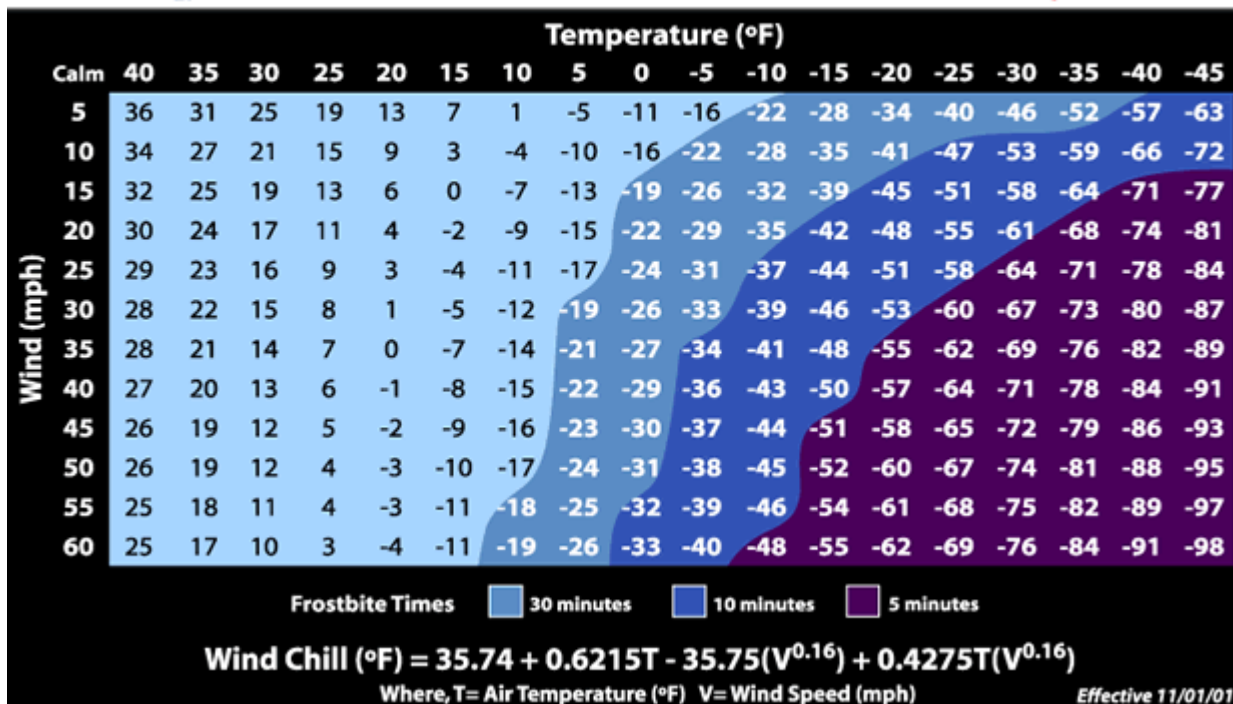 Temperature (ºF)
Calm 40 35 30 25 20 15 10 5 0 -5 -10 -15 -20 -25 -30 -35 -40 -45
5 36 31 25 19 13 7 1 -5 -11 -16 -22 -28 -34 -40 -46 -52 -57 -63
10 34 27 21 15 9 3 -4 -10 -16 -22 -28 -35 -41 -47 -53 -59 -66 -72
15 32 25 19 13 6 0 -7 -13 -19 -26 -32 -39 -45 -51 -58 -64 -71 -77
20 30 24 17 11 4 -2 -9 -15 -22 -29 -35 -42 -48 -55 -61 -68 -74 -81
25 29 23 16 9 3 -4 -11 -17 -24 -31 -37 -44 -51 -58 -64 -71 -78 -84
30 28 22 15 8 1 -5 -12 -19 -26 -33 -39 -46 -53 -60 -67 -73 -80 -87
35 28 21 14 7 0 -7 -14 -21 -27 -34 -41 -48 -55 -62 -69 -76 -82 -89
40 27 20 13 6 -1 -8 -15 -22 -29 -36 -43 -50 -57 -64 -71 -78 -84 -91
45 26 19 12 5 -2 -9 -16 -23 -30 -37 -44 -51 -58 -65 -72 -79 -86 -93
50 26 19 12 4 -3 -10 -17 -24 -31 -38 -45 -52 -60 -67 -74 -81 -88 -95
55 25 18 11 4 -3 -11 -18 -25 -32 -39 -46 -54 -61 -68 -75 -82 -89 -97
60 25 17 10 3 -4 -11 -19 -26 -33 -40 -48 -55 -62 -69 -76 -84 -91 -98
Wind (mph)
Frostbite Times 30 minutes 10 minutes 5 minutes
Wind Chill (ºF) = 35.74 + 0.6215T - 35.75(V^0.16) + 0.4275T(V^0.16)
Where, T= Air Temperature (ºF) V= Wind Speed (mph) Effective 11/01/01